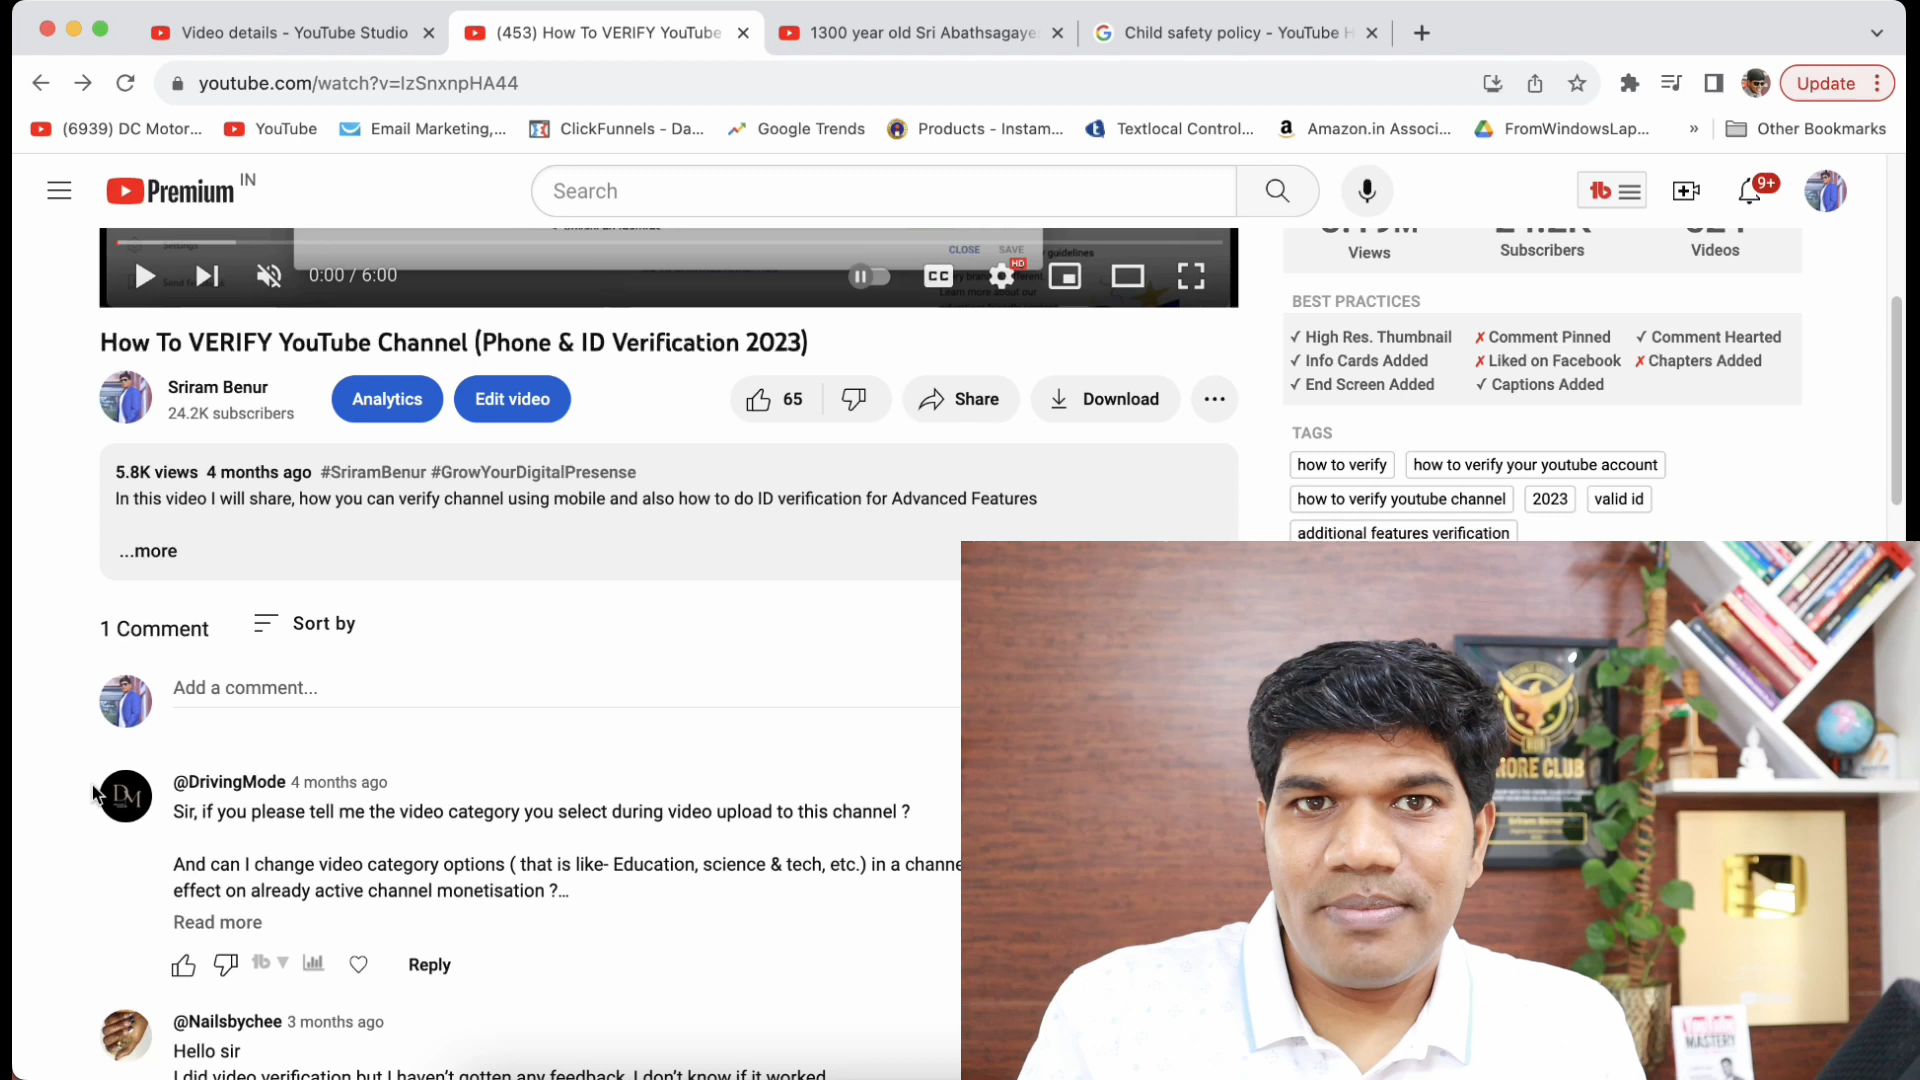 Video details - YouTube Studio
(453) How To VERIFY YouTube
1300 year old Sri Abathsagaye
Child safety policy - YouTube H
youtube.com/watch?v=IzSnxnpHA44
Update
(6939) DC Motor...
YouTube
Email Marketing,...
ClickFunnels - Da...
Google Trends
Products - Instam...
Textlocal Control...
Amazon.in Associ...
FromWindowsLap...
»
Other Bookmarks
Premium IN
Search
9+
CLOSE SAVE
guidelines
0:00 / 6:00
CC
HD
Views
Subscribers
Videos
BEST PRACTICES
✓ High Res. Thumbnail ✗ Comment Pinned ✓ Comment Hearted
✓ Info Cards Added ✗ Liked on Facebook ✗ Chapters Added
✓ End Screen Added ✓ Captions Added
How To VERIFY YouTube Channel (Phone & ID Verification 2023)
Sriram Benur
24.2K subscribers
Analytics
Edit video
65
Share
Download
TAGS
how to verify
how to verify your youtube account
how to verify youtube channel
2023
valid id
additional features verification
5.8K views 4 months ago #SriramBenur #GrowYourDigitalPresense
In this video I will share, how you can verify channel using mobile and also how to do ID verification for Advanced Features
...more
1 Comment
Sort by
Add a comment...
DM
@DrivingMode 4 months ago
Sir, if you please tell me the video category you select during video upload to this channel ?
And can I change video category options ( that is like- Education, science & tech, etc.) in a channe
effect on already active channel monetisation ?...
Read more
Reply
@Nailsbychee 3 months ago
Hello sir
I did video verification but I haven't gotten any feedback. I don't know if it worked
MORE CLUB
Sriram Benur
MASTERY